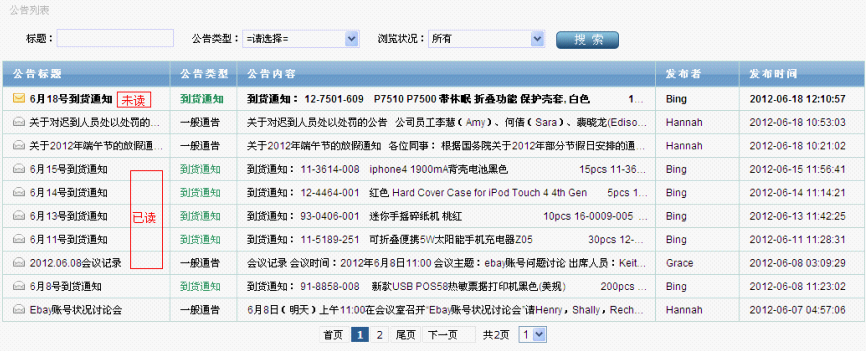 公告列表
标题： 公告类型： =请选择= 浏览状况： 所有 搜 索
公告标题 公告类型 公告内容 发布者 发布时间
6月18号到货通知 未读 到货通知 到货通知： 12-7501-609 P7510 P7500 带休眠 折叠功能 保护壳套, 白色 1... Bing 2012-06-18 12:10:57
关于对迟到人员处以处罚的... 一般通告 关于对迟到人员处以处罚的公告 公司员工李慧（Amy）、何倩（Sara）、裴晓龙(Ediso... Hannah 2012-06-18 10:53:03
关于2012年端午节的放假通... 一般通告 关于2012年端午节的放假通知 各位同事： 根据国务院关于2012年部分节假日安排的通... Hannah 2012-06-18 10:21:02
6月15号到货通知 到货通知 到货通知： 11-3614-008 iphone4 1900mA背壳电池黑色 15pcs 11-36... Bing 2012-06-15 11:56:41
6月14号到货通知 到货通知 到货通知： 12-4464-001 红色 Hard Cover Case for iPod Touch 4 4th Gen 5pcs 1... Bing 2012-06-14 11:14:21
6月13号到货通知 已读 到货通知 到货通知： 93-0406-001 迷你手摇碎纸机 桃红 10pcs 16-0009-005 ... Bing 2012-06-13 11:42:25
6月11号到货通知 到货通知 到货通知： 11-5189-251 可折叠便携5W太阳能手机充电器Z05 30pcs 12-... Bing 2012-06-11 11:28:31
2012.06.08会议记录 一般通告 会议记录 会议时间：2012年6月8日11:00 会议主题：ebay账号问题讨论 出席人员：Keit... Grace 2012-06-08 03:09:29
6月8号到货通知 到货通知 到货通知： 91-8858-008 新款USB POS58热敏票据打印机黑色(美规) 200pcs ... Bing 2012-06-08 11:23:02
Ebay账号状况讨论会 一般通告 6月8日（明天）上午11:00在会议室召开“Ebay账号状况讨论会”请Henry，Shally，Rech... Hannah 2012-06-07 04:57:06
首页 1 2 尾页 下一页 共2页 1